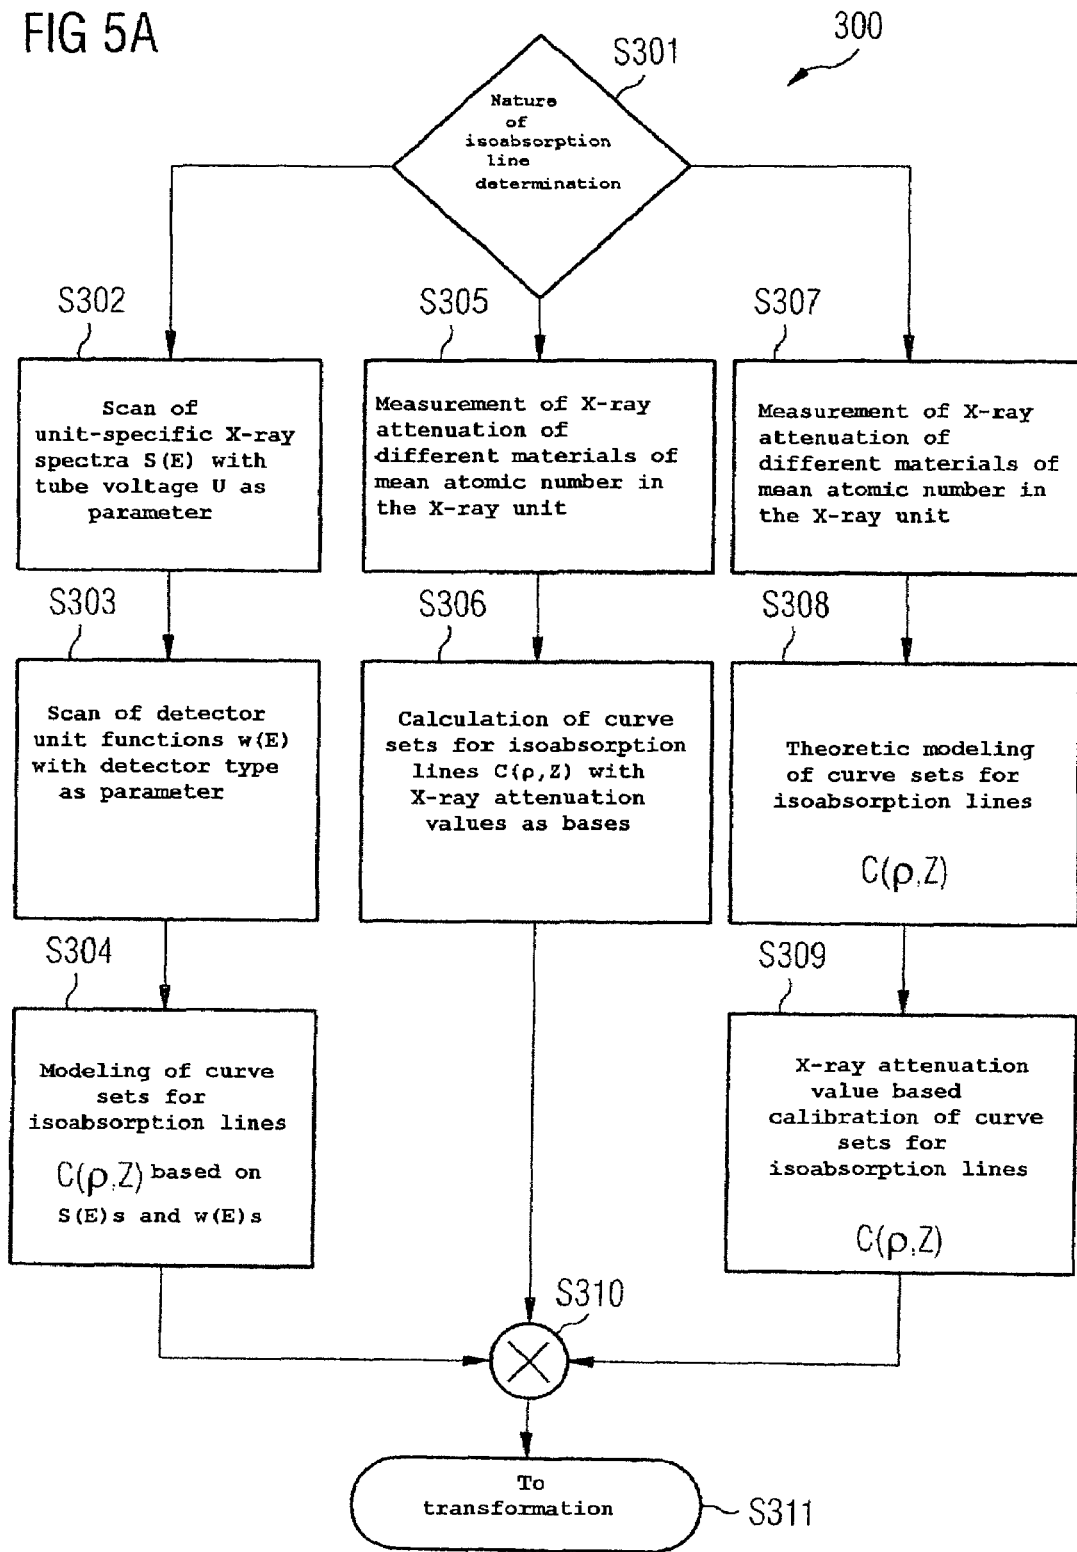 FIG 5A
300
S301
Nature
of
isoabsorption
line
determination
S302
Scan of
unit-specific X-ray
spectra S(E) with
tube voltage U as
parameter
S303
Scan of detector
unit functions w(E)
with detector type
as parameter
S304
Modeling of curve
sets for
isoabsorption lines
C(ρ,Z) based on
S(E)s and w(E)s
S305
Measurement of X-ray
attenuation of
different materials of
mean atomic number in
the X-ray unit
S306
Calculation of curve
sets for isoabsorption
lines C(ρ,Z) with
X-ray attenuation
values as bases
S307
Measurement of X-ray
attenuation of
different materials of
mean atomic number in
the X-ray unit
S308
Theoretic modeling
of curve sets for
isoabsorption lines
C(ρ,Z)
S309
X-ray attenuation
value based
calibration of curve
sets for
isoabsorption lines
C(ρ,Z)
S310
To
transformation
S311